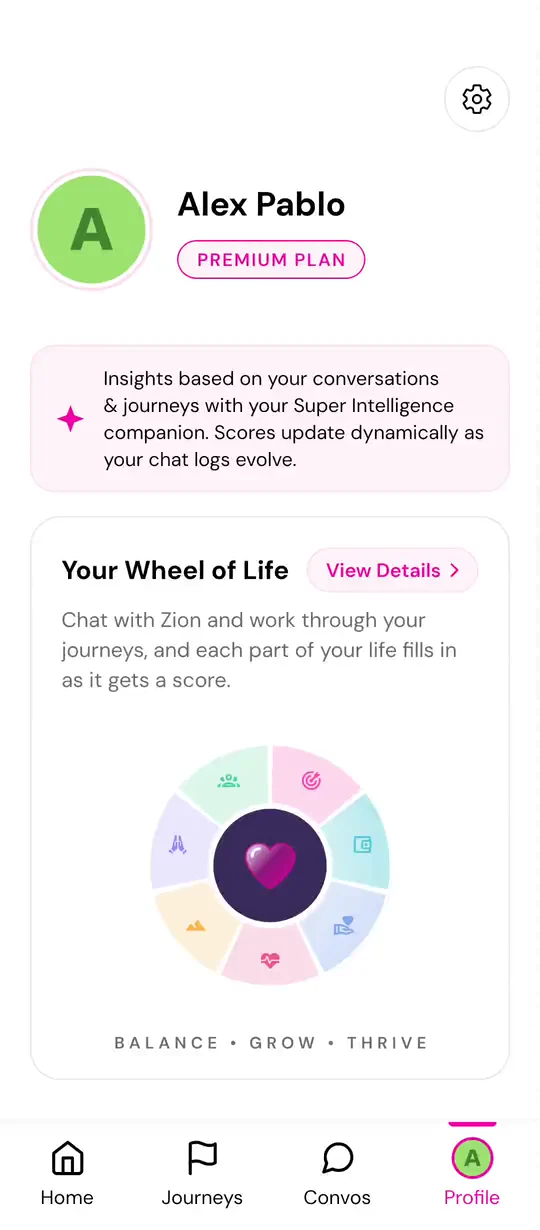 A
Alex Pablo
PREMIUM PLAN
Insights based on your conversations
& journeys with your Super Intelligence
companion. Scores update dynamically as
your chat logs evolve.
Your Wheel of Life
View Details
Chat with Zion and work through your
journeys, and each part of your life fills in
as it gets a score.
BALANCE • GROW • THRIVE
Home
Journeys
Convos
A
Profile